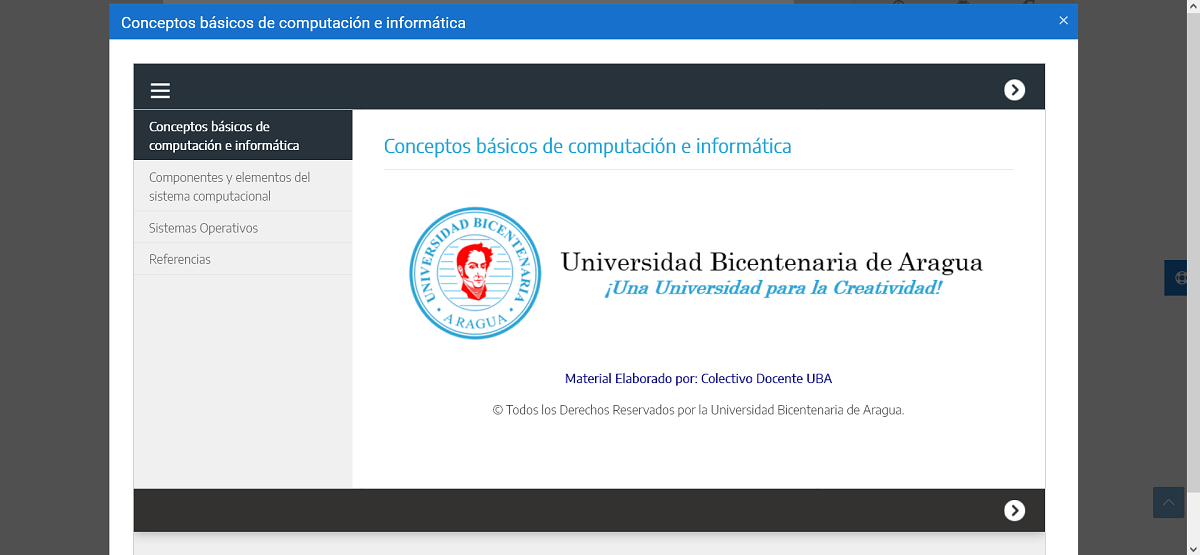 Conceptos básicos de computación e informática
Conceptos básicos de
computación e informática
Componentes y elementos del
sistema computacional
Sistemas Operativos
Referencias
Conceptos básicos de computación e informática
UNIVERSIDAD BICENTENARIA
ARAGUA
Universidad Bicentenaria de Aragua
¡Una Universidad para la Creatividad!
Material Elaborado por: Colectivo Docente UBA
© Todos los Derechos Reservados por la Universidad Bicentenaria de Aragua.